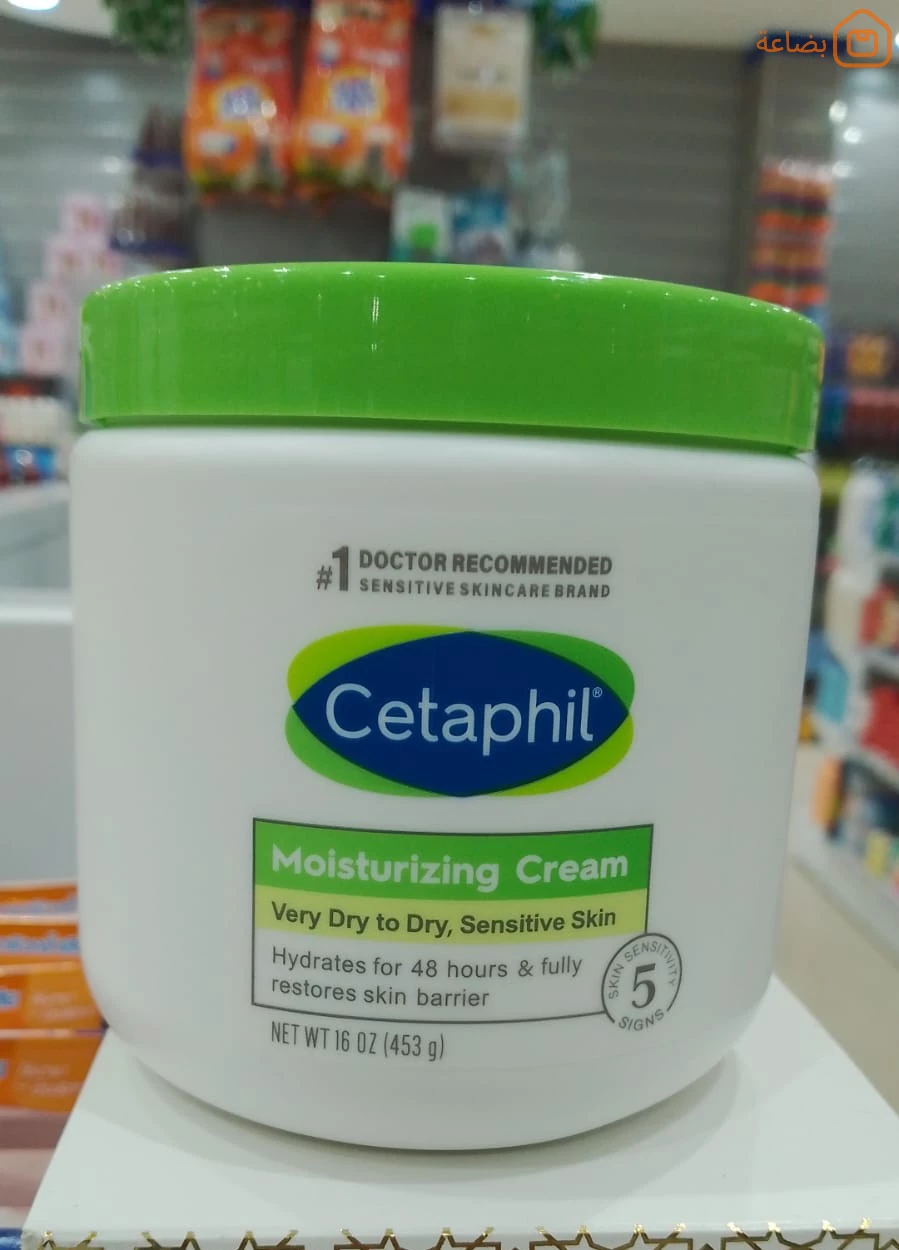 بضاعة
#1 DOCTOR RECOMMENDED
SENSITIVE SKINCARE BRAND
Cetaphil®
Moisturizing Cream
Very Dry to Dry, Sensitive Skin
Hydrates for 48 hours & fully
restores skin barrier
SKIN SENSITIVITY
5
SIGNS
NET WT 16 OZ (453 g)